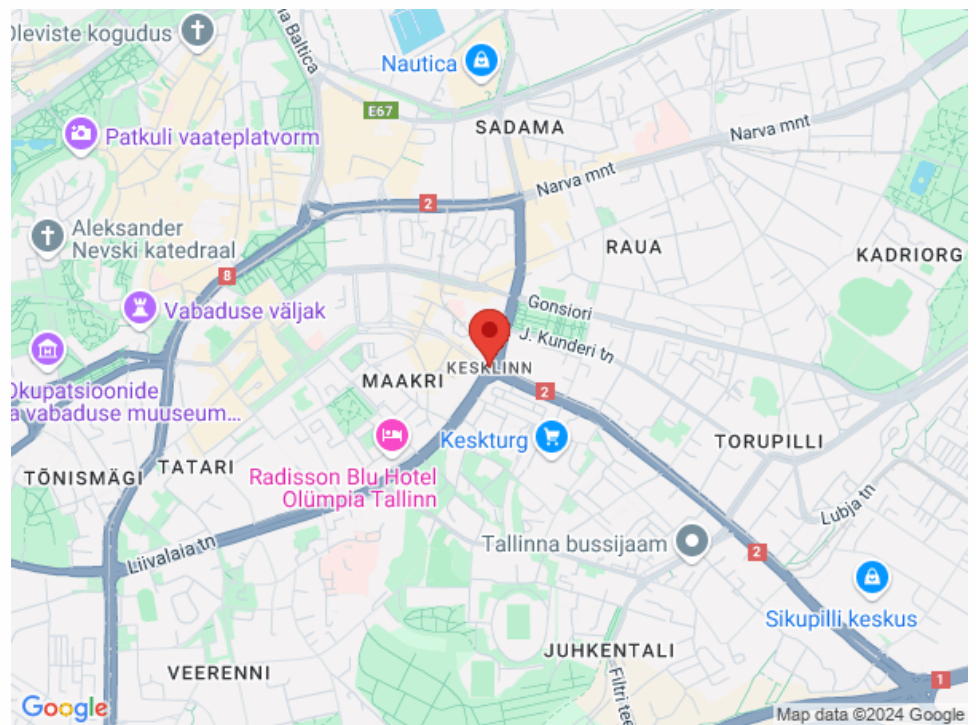 Oleviste kogudus
Baltica
Nautica
E67
SADAMA
Patkuli vaateplatvorm
Narva mnt
Narva mnt
2
Aleksander
Nevski katedraal
RAUA
KADRIORG
8
Vabaduse väljak
Gonsiori
J. Kunderi tn
KESKLINN
Okupatsioonide
a vabaduse muuseum...
MAAKRI
2
Keskturg
TORUPILLI
TÕNISMÄGI
TATARI
Radisson Blu Hotel
Olümpia Tallinn
Lubja tn
Liivalaia tn
Tallinna bussijaam
2
Sikupilli keskus
JUHKENTALI
VEERENNI
Filtri tee
1
Google
Map data ©2024 Google